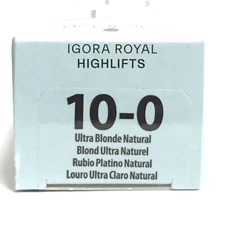 IGORA ROYAL
HIGHLIFTS
10-0
Ultra Blonde Natural
Blond Ultra Naturel
Rubio Platino Natural
Louro Ultra Claro Natural